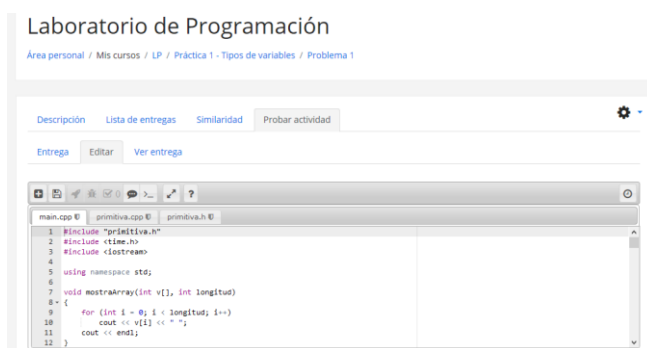 Laboratorio de Programación
Área personal / Mis cursos / LP / Práctica 1 - Tipos de variables / Problema 1
Descripción Lista de entregas Similaridad Probar actividad
Entrega Editar Ver entrega
main.cpp primitiva.cpp primitiva.h
1 #include "primitiva.h"
2 #include <time.h>
3 #include <iostream>
4
5 using namespace std;
6
7 void mostraArray(int v[], int longitud)
8 {
9 for (int i = 0; i < longitud; i++)
10 cout << v[i] << " ";
11 cout << endl;
12 }